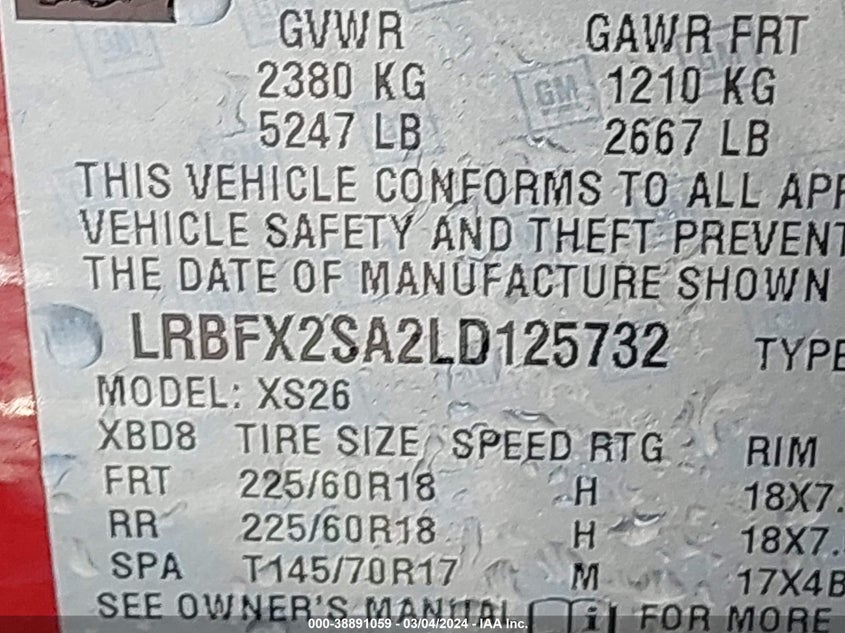 GVWR GAWR FRT
2380 KG 1210 KG
5247 LB 2667 LB
GM
THIS VEHICLE CONFORMS TO ALL APP
VEHICLE SAFETY AND THEFT PREVENT
THE DATE OF MANUFACTURE SHOWN
LRBFX2SA2LD125732 TYPE
MODEL: XS26
XBD8 TIRE SIZE SPEED RTG RIM
FRT 225/60R18 H 18X7.
RR 225/60R18 H 18X7.
SPA T145/70R17 M 17X4B
SEE OWNER'S MANUAL i FOR MORE
000-38891059 - 03/04/2024 - IAA Inc.